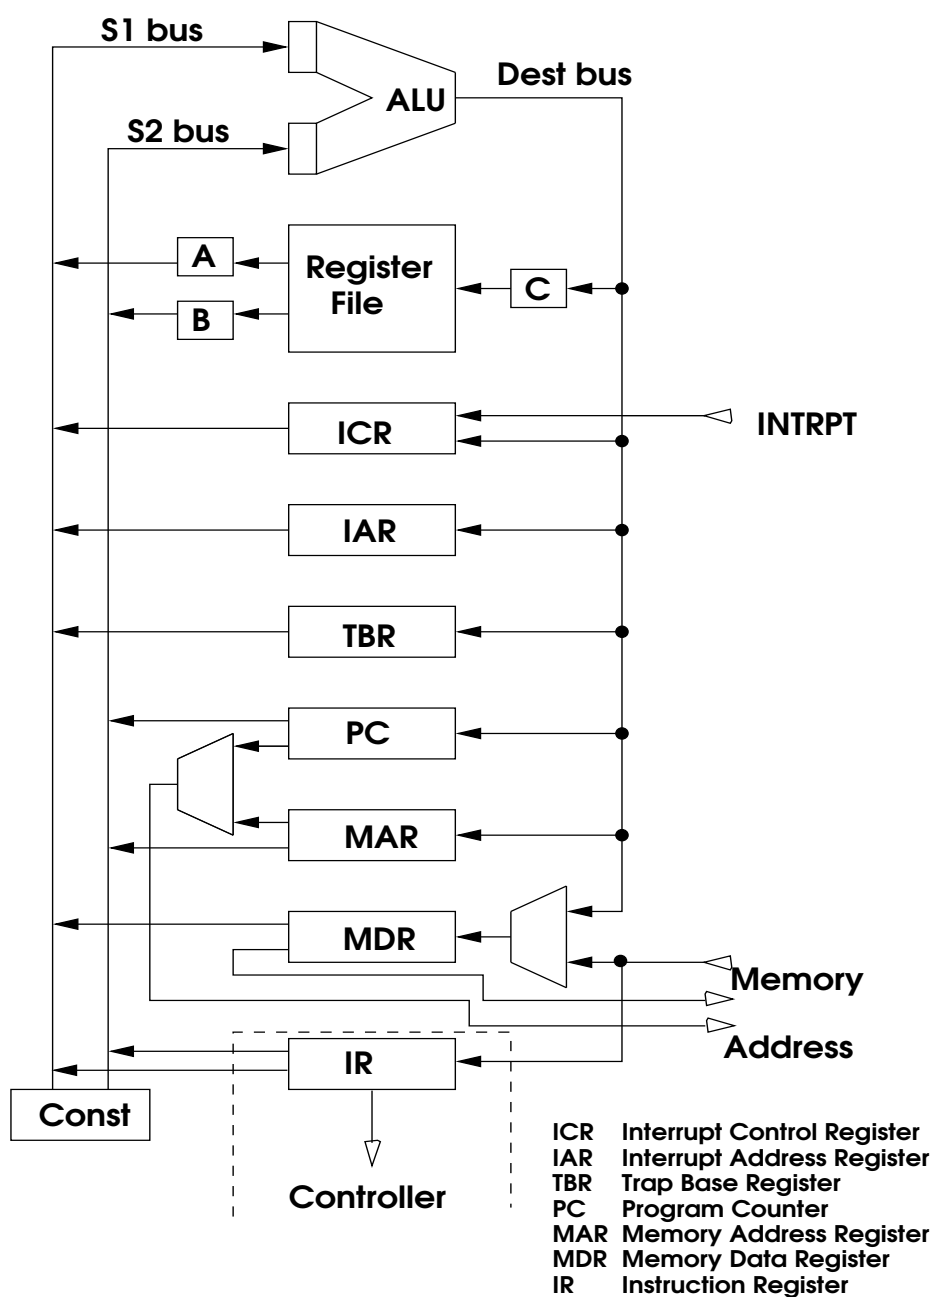 S1 bus
Dest bus
ALU
S2 bus
A
Register
File
C
B
ICR
INTRPT
IAR
TBR
PC
MAR
MDR
Memory
Address
IR
Const
Controller
ICR Interrupt Control Register
IAR Interrupt Address Register
TBR Trap Base Register
PC Program Counter
MAR Memory Address Register
MDR Memory Data Register
IR Instruction Register